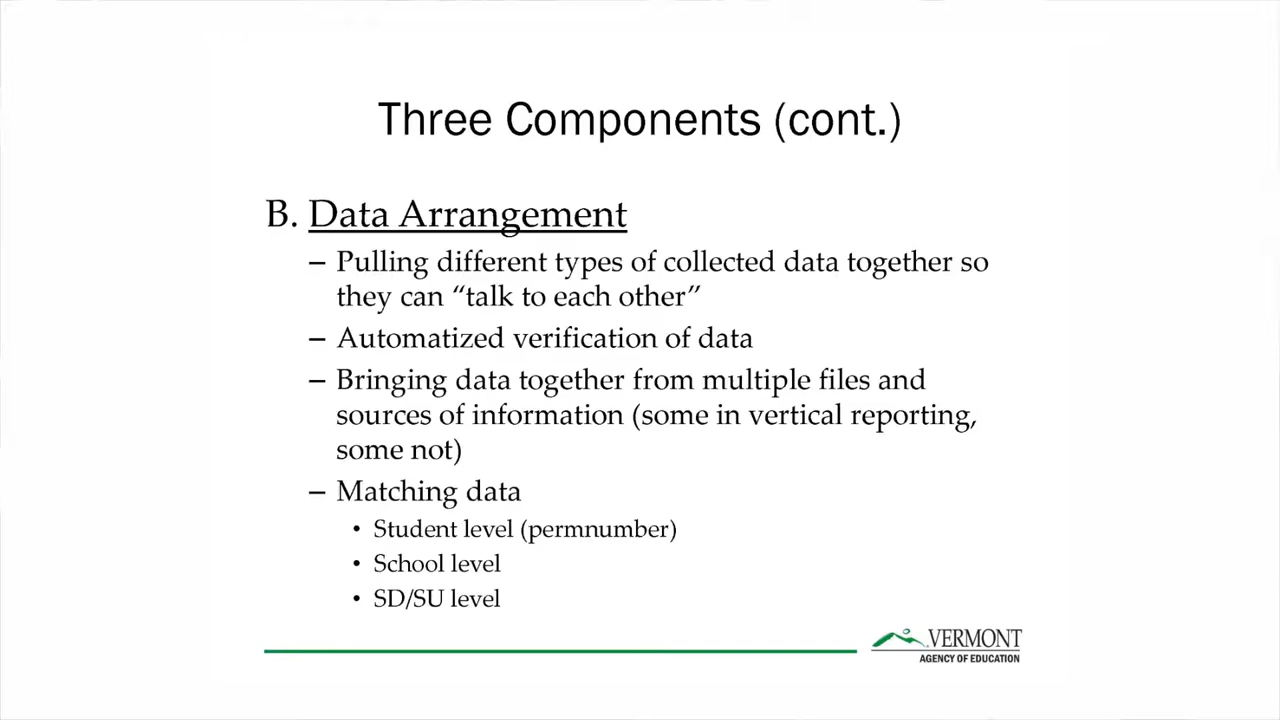 Three Components (cont.)
B. Data Arrangement
– Pulling different types of collected data together so
they can “talk to each other”
– Automatized verification of data
– Bringing data together from multiple files and
sources of information (some in vertical reporting,
some not)
– Matching data
• Student level (permnumber)
• School level
• SD/SU level
VERMONT
AGENCY OF EDUCATION